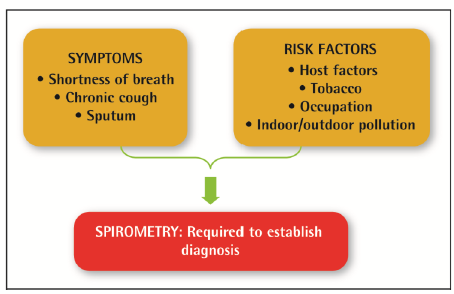 SYMPTOMS
• Shortness of breath
• Chronic cough
• Sputum
RISK FACTORS
• Host factors
• Tobacco
• Occupation
• Indoor/outdoor pollution
SPIROMETRY: Required to establish
diagnosis